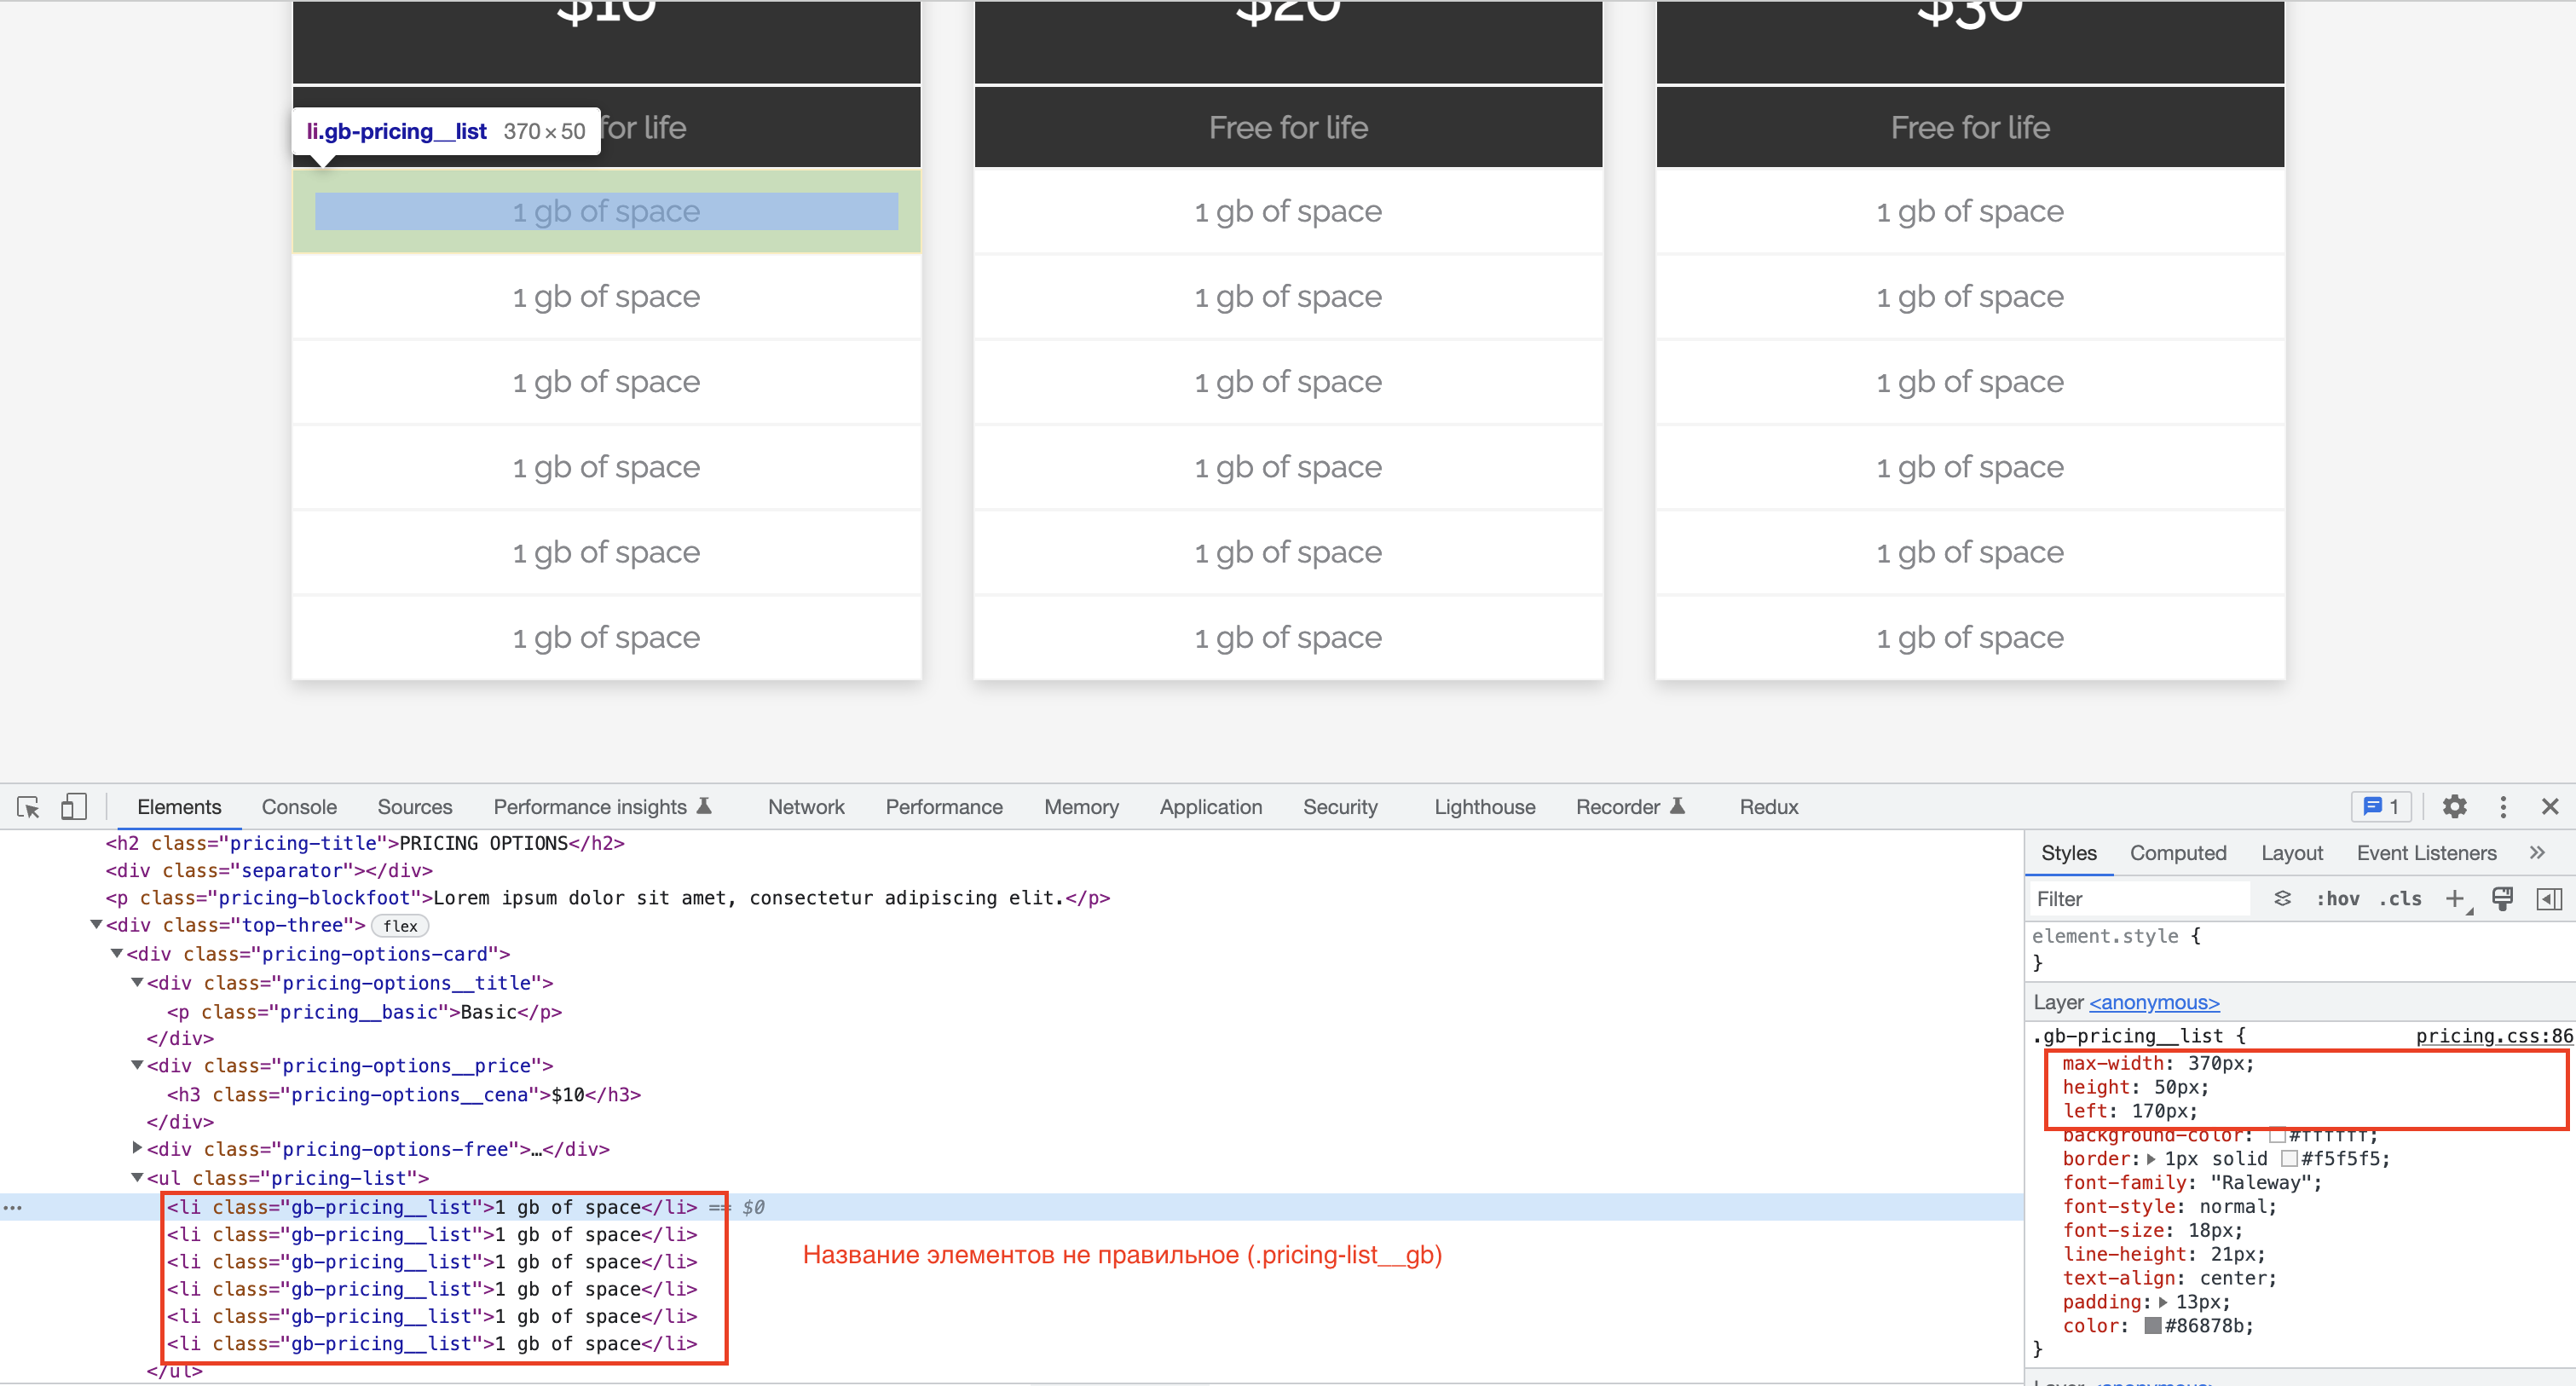 $10 $20 $30
for life Free for life Free for life
li.gb-pricing__list 370 × 50
1 gb of space 1 gb of space 1 gb of space
1 gb of space 1 gb of space 1 gb of space
1 gb of space 1 gb of space 1 gb of space
1 gb of space 1 gb of space 1 gb of space
1 gb of space 1 gb of space 1 gb of space
1 gb of space 1 gb of space 1 gb of space
Elements Console Sources Performance insights Network Performance Memory Application Security Lighthouse Recorder Redux 1
<h2 class="pricing-title">PRICING OPTIONS</h2>
<div class="separator"></div>
<p class="pricing-blockfoot">Lorem ipsum dolor sit amet, consectetur adipiscing elit.</p>
<div class="top-three"> flex
<div class="pricing-options-card">
<div class="pricing-options__title">
<p class="pricing__basic">Basic</p>
</div>
<div class="pricing-options__price">
<h3 class="pricing-options__cena">$10</h3>
</div>
<div class="pricing-options-free">…</div>
<ul class="pricing-list">
<li class="gb-pricing__list">1 gb of space</li> == $0
<li class="gb-pricing__list">1 gb of space</li>
<li class="gb-pricing__list">1 gb of space</li>
<li class="gb-pricing__list">1 gb of space</li>
<li class="gb-pricing__list">1 gb of space</li>
<li class="gb-pricing__list">1 gb of space</li>
</ul>
Название элементов не правильное (.pricing-list__gb)
Styles Computed Layout Event Listeners »
Filter :hov .cls +
element.style {
}
Layer <anonymous>
.gb-pricing__list { pricing.css:86
max-width: 370px;
height: 50px;
left: 170px;
background-color: #ffffff;
border: 1px solid #f5f5f5;
font-family: "Raleway";
font-style: normal;
font-size: 18px;
line-height: 21px;
text-align: center;
padding: 13px;
color: #86878b;
}
Layer <anonymous>